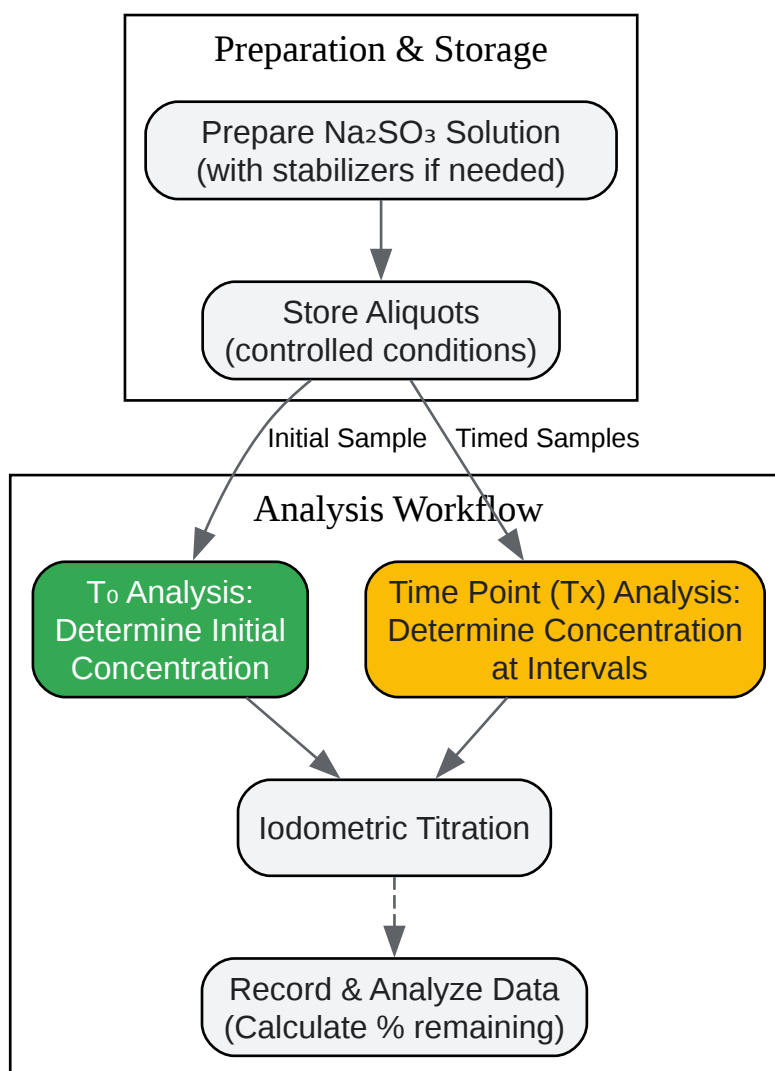 Preparation & Storage
Prepare Na₂SO₃ Solution
(with stabilizers if needed)
Store Aliquots
(controlled conditions)
Initial Sample
Timed Samples
Analysis Workflow
T₀ Analysis:
Determine Initial
Concentration
Time Point (Tx) Analysis:
Determine Concentration
at Intervals
Iodometric Titration
Record & Analyze Data
(Calculate % remaining)